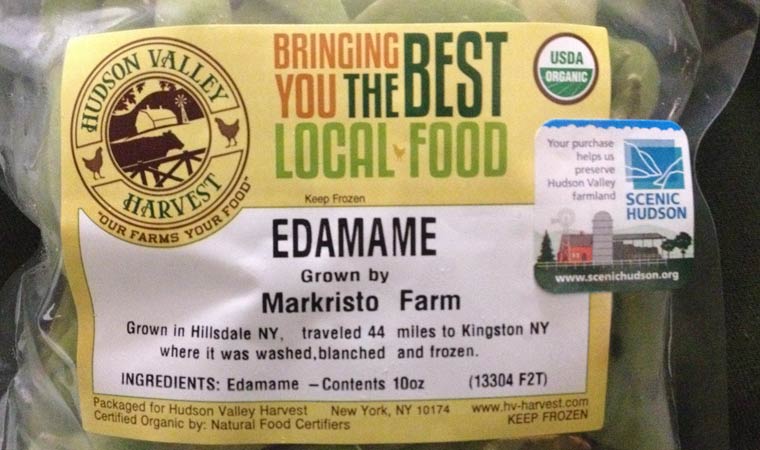 HUDSON VALLEY
HARVEST
"OUR FARMS YOUR FOOD"
BRINGING
YOU THE BEST
LOCAL FOOD
USDA
ORGANIC
Your purchase
helps us
preserve
Hudson Valley
farmland
SCENIC
HUDSON
www.scenichudson.org
Keep Frozen
EDAMAME
Grown by
Markristo Farm
Grown in Hillsdale NY, traveled 44 miles to Kingston NY
where it was washed,blanched and frozen.
INGREDIENTS: Edamame –Contents 10oz (13304 F2T)
Packaged for Hudson Valley Harvest New York, NY 10174 www.hv-harvest.com
Certified Organic by: Natural Food Certifiers KEEP FROZEN